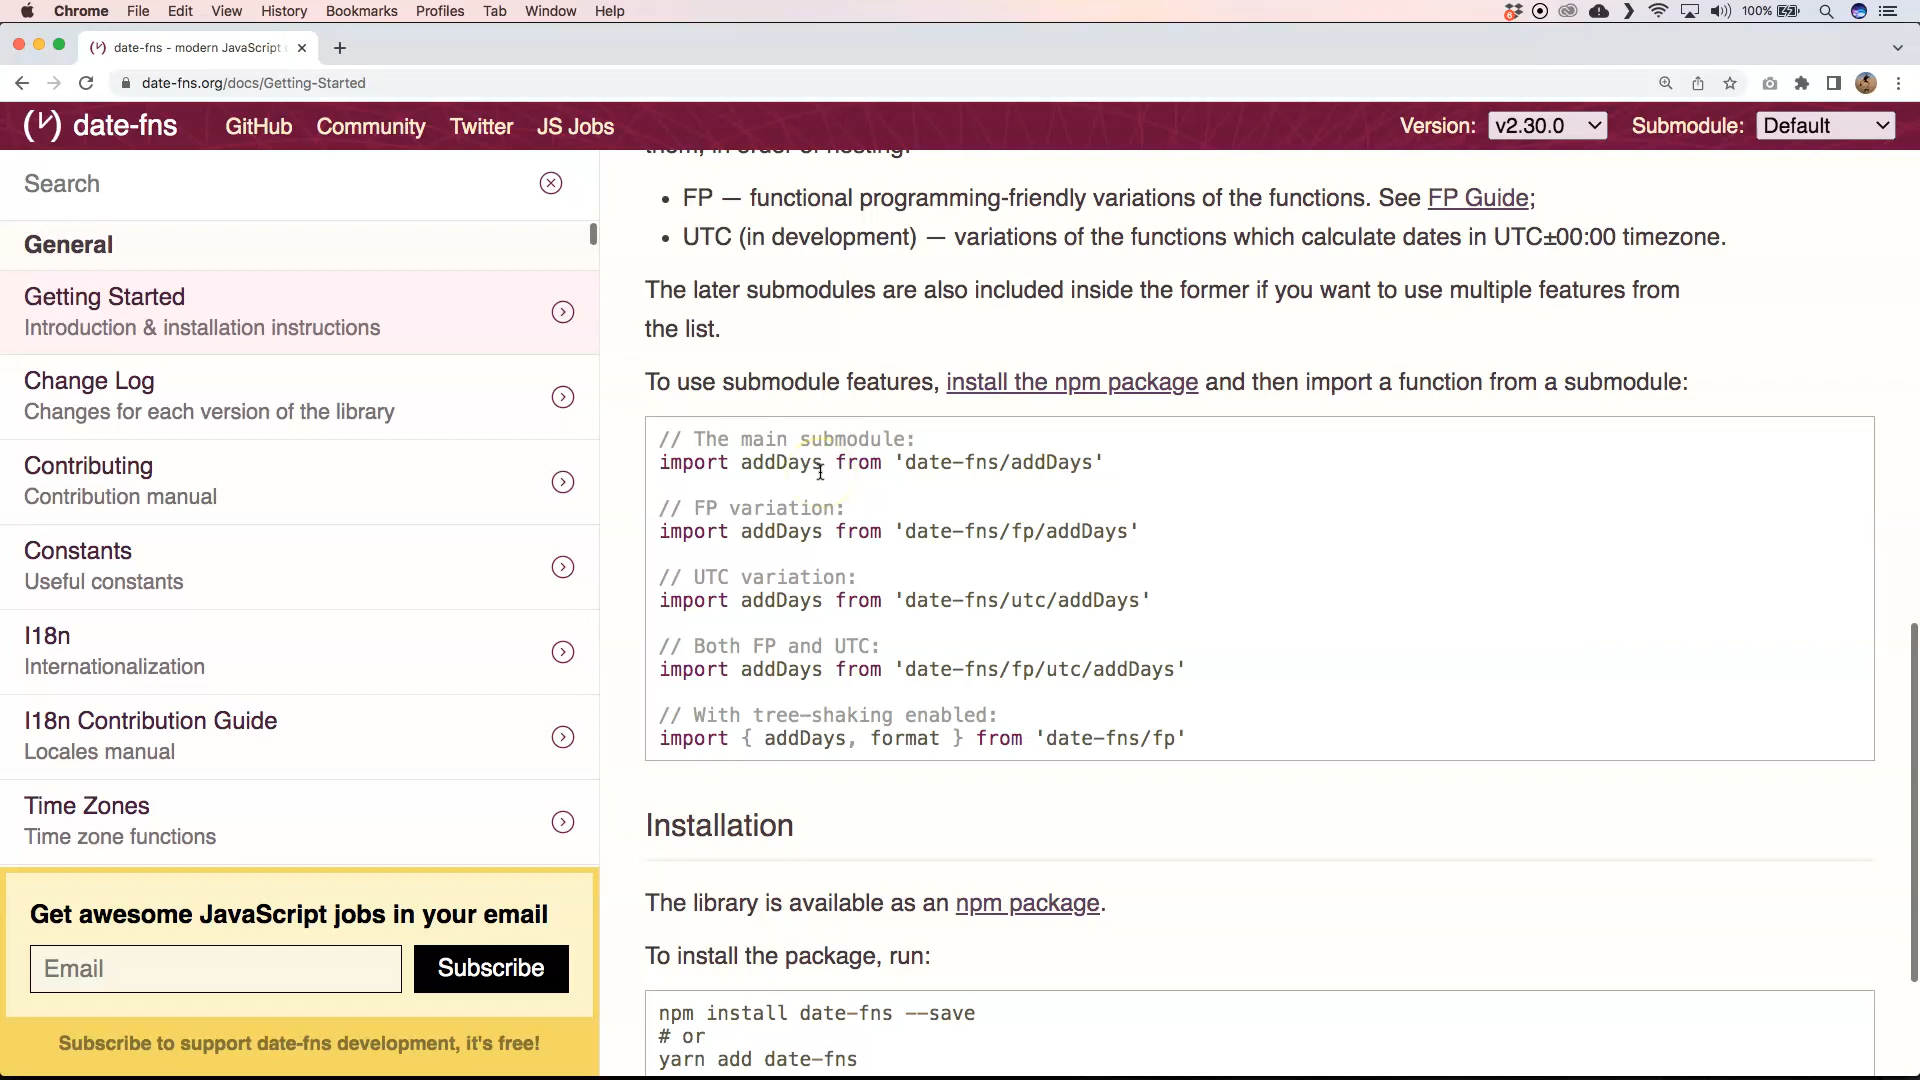 Chrome File Edit View History Bookmarks Profiles Tab Window Help
6
100%
date-fns - modern JavaScript
date-fns.org/docs/Getting-Started
date-fns GitHub Community Twitter JS Jobs Version: v2.30.0 Submodule: Default
Search
General
Getting Started
Introduction & installation instructions
Change Log
Changes for each version of the library
Contributing
Contribution manual
Constants
Useful constants
I18n
Internationalization
I18n Contribution Guide
Locales manual
Time Zones
Time zone functions
Get awesome JavaScript jobs in your email
Email Subscribe
Subscribe to support date-fns development, it's free!
them, in order of nesting:
• FP — functional programming-friendly variations of the functions. See FP Guide;
• UTC (in development) — variations of the functions which calculate dates in UTC±00:00 timezone.
The later submodules are also included inside the former if you want to use multiple features from
the list.
To use submodule features, install the npm package and then import a function from a submodule:
// The main submodule:
import addDays from 'date-fns/addDays'
// FP variation:
import addDays from 'date-fns/fp/addDays'
// UTC variation:
import addDays from 'date-fns/utc/addDays'
// Both FP and UTC:
import addDays from 'date-fns/fp/utc/addDays'
// With tree-shaking enabled:
import { addDays, format } from 'date-fns/fp'
Installation
The library is available as an npm package.
To install the package, run:
npm install date-fns --save
# or
yarn add date-fns